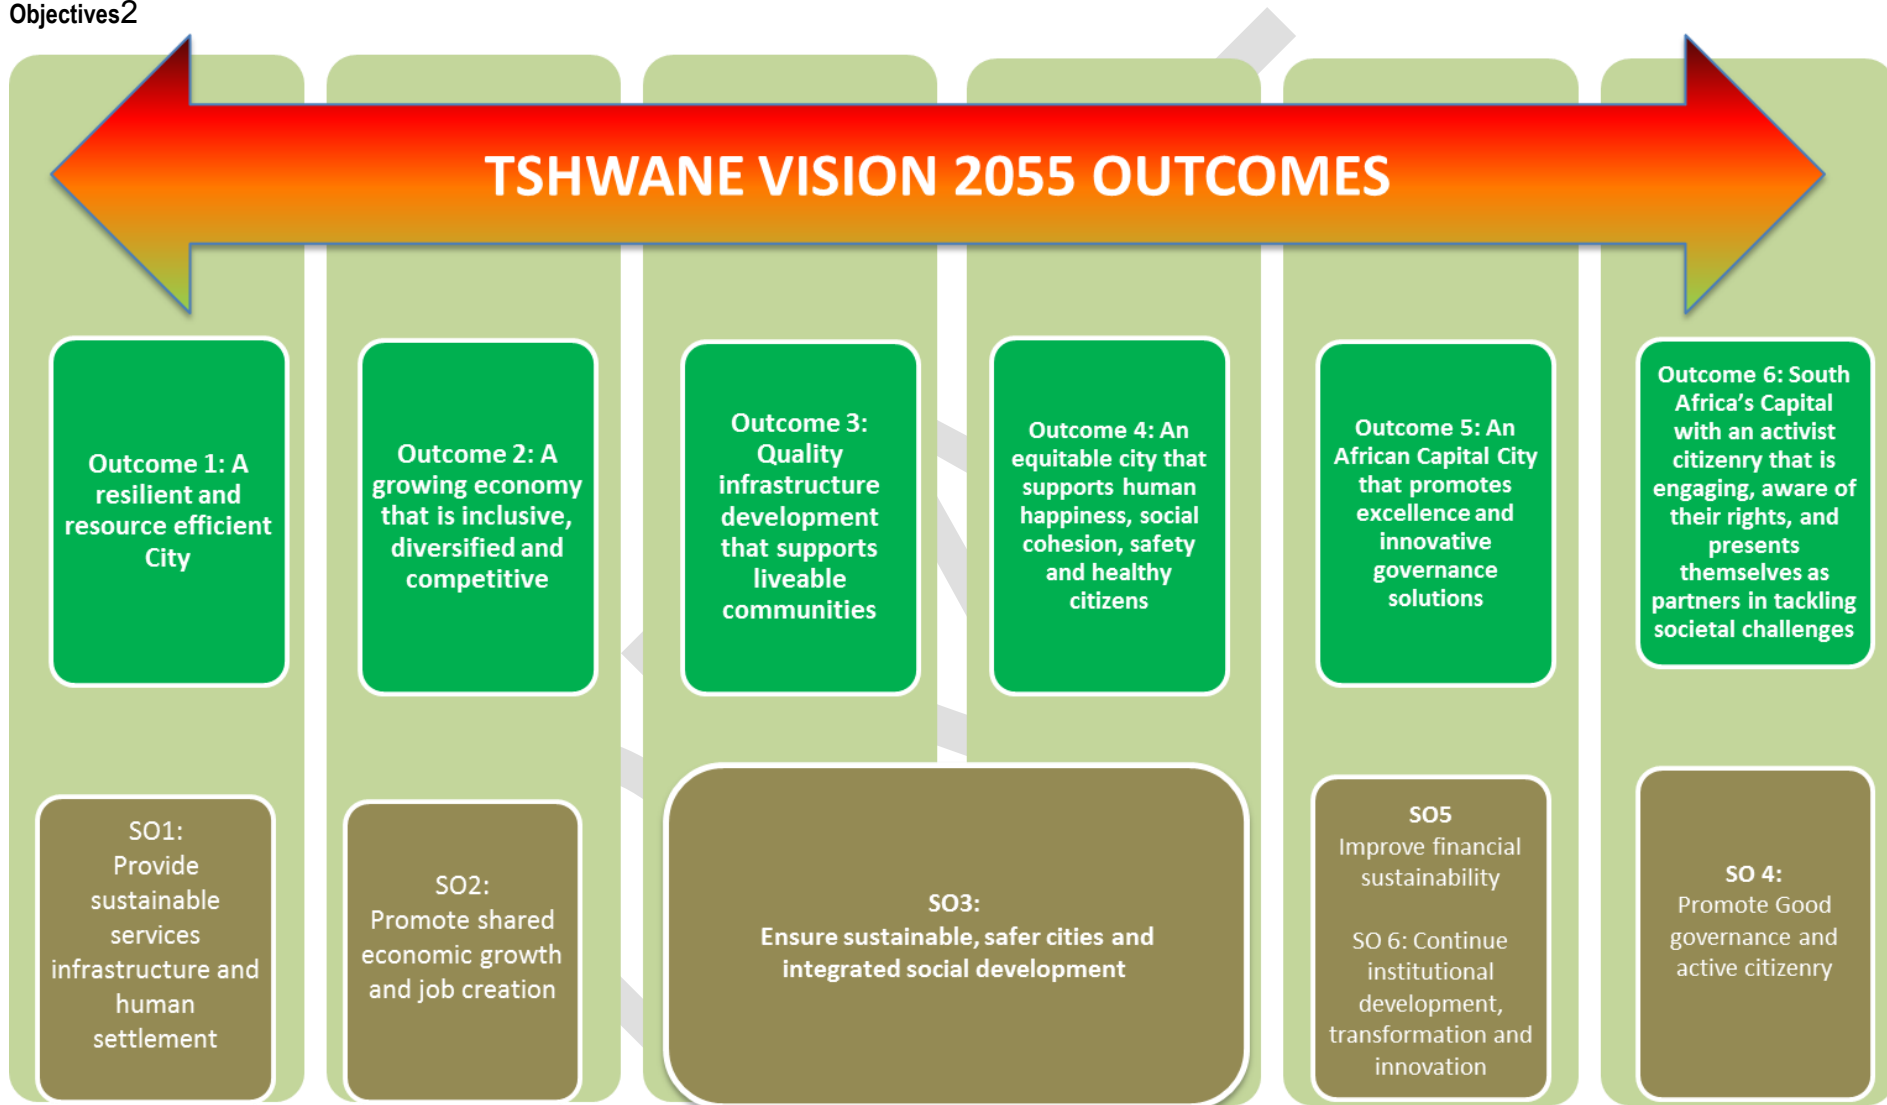 Objectives2
TSHWANE VISION 2055 OUTCOMES
Outcome 1: A
resilient and
resource efficient
City
Outcome 2: A
growing economy
that is inclusive,
diversified and
competitive
Outcome 3:
Quality
infrastructure
development
that supports
liveable
communities
Outcome 4: An
equitable city that
supports human
happiness, social
cohesion, safety
and healthy
citizens
Outcome 5: An
African Capital City
that promotes
excellence and
innovative
governance
solutions
Outcome 6: South
Africa’s Capital
with an activist
citizenry that is
engaging, aware of
their rights, and
presents
themselves as
partners in tackling
societal challenges
SO1:
Provide
sustainable
services
infrastructure and
human
settlement
SO2:
Promote shared
economic growth
and job creation
SO3:
Ensure sustainable, safer cities and
integrated social development
SO5
Improve financial
sustainability
SO 6: Continue
institutional
development,
transformation and
innovation
SO 4:
Promote Good
governance and
active citizenry